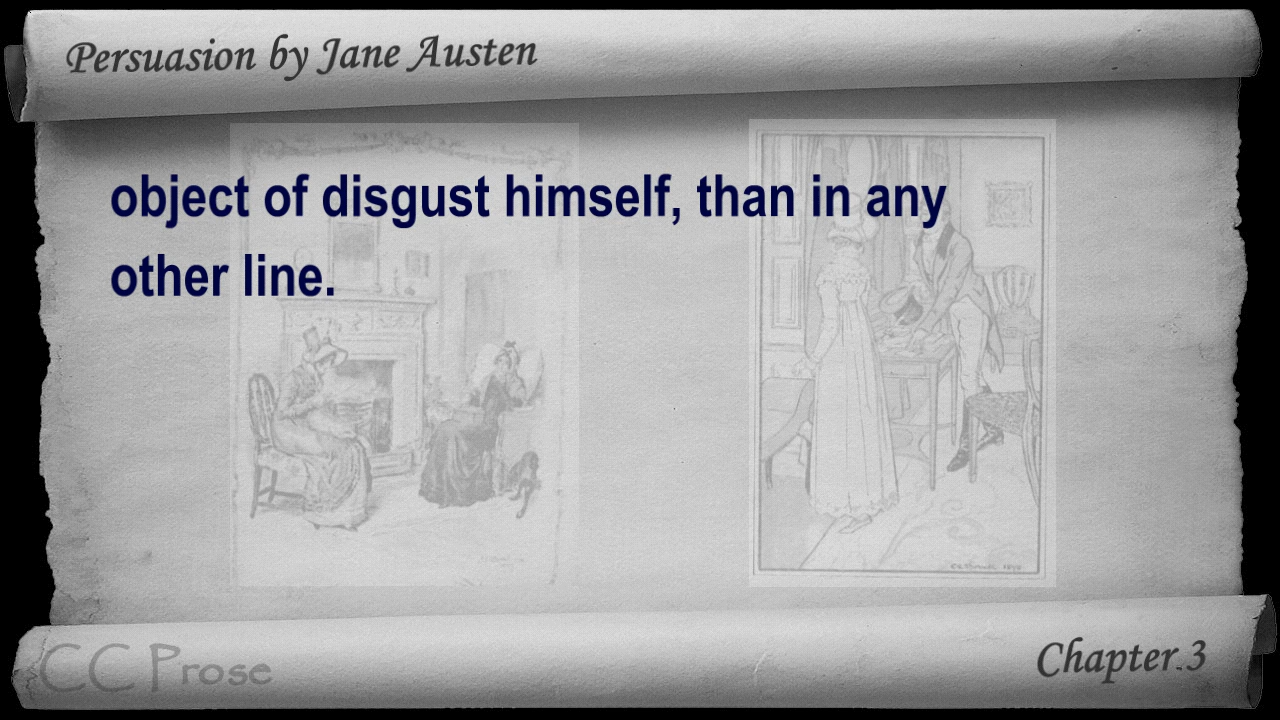 Persuasion by Jane Austen
object of disgust himself, than in any
other line.
CC Prose
Chapter.3